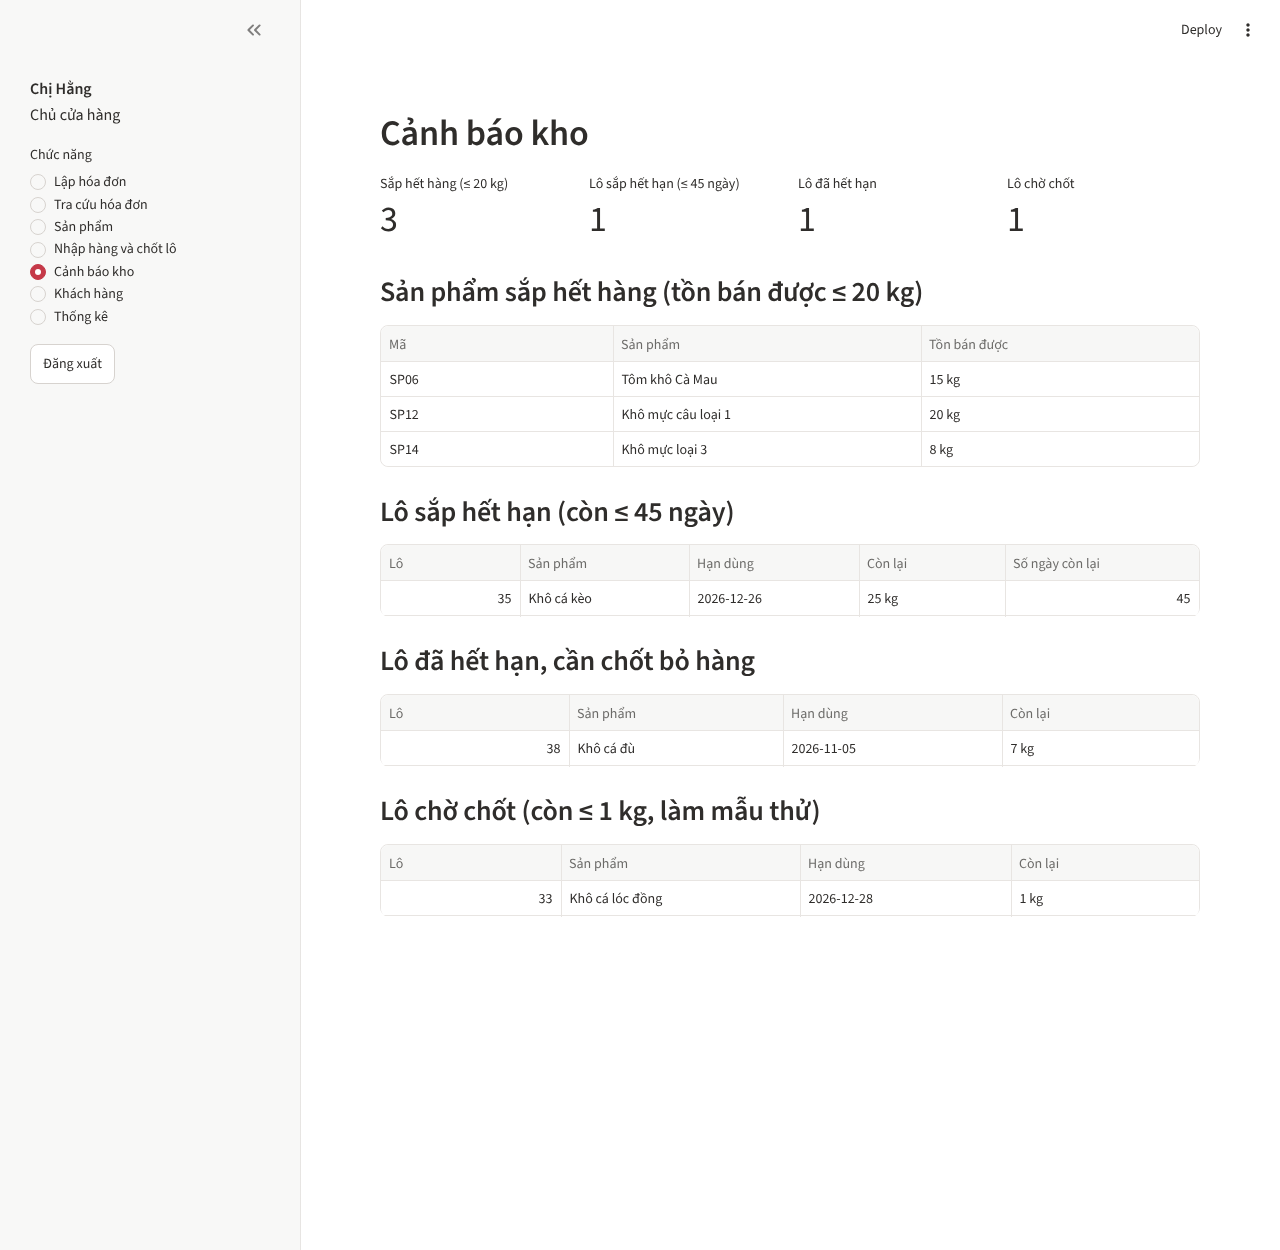 Deploy
Chị Hằng
Chủ cửa hàng
Chức năng
Lập hóa đơn
Tra cứu hóa đơn
Sản phẩm
Nhập hàng và chốt lô
Cảnh báo kho
Khách hàng
Thống kê
Đăng xuất
Cảnh báo kho
Sắp hết hàng (≤ 20 kg) Lô sắp hết hạn (≤ 45 ngày) Lô đã hết hạn Lô chờ chốt
3 1 1 1
Sản phẩm sắp hết hàng (tồn bán được ≤ 20 kg)
Mã Sản phẩm Tồn bán được
SP06 Tôm khô Cà Mau 15 kg
SP12 Khô mực câu loại 1 20 kg
SP14 Khô mực loại 3 8 kg
Lô sắp hết hạn (còn ≤ 45 ngày)
Lô Sản phẩm Hạn dùng Còn lại Số ngày còn lại
35 Khô cá kèo 2026-12-26 25 kg 45
Lô đã hết hạn, cần chốt bỏ hàng
Lô Sản phẩm Hạn dùng Còn lại
38 Khô cá đù 2026-11-05 7 kg
Lô chờ chốt (còn ≤ 1 kg, làm mẫu thử)
Lô Sản phẩm Hạn dùng Còn lại
33 Khô cá lóc đồng 2026-12-28 1 kg